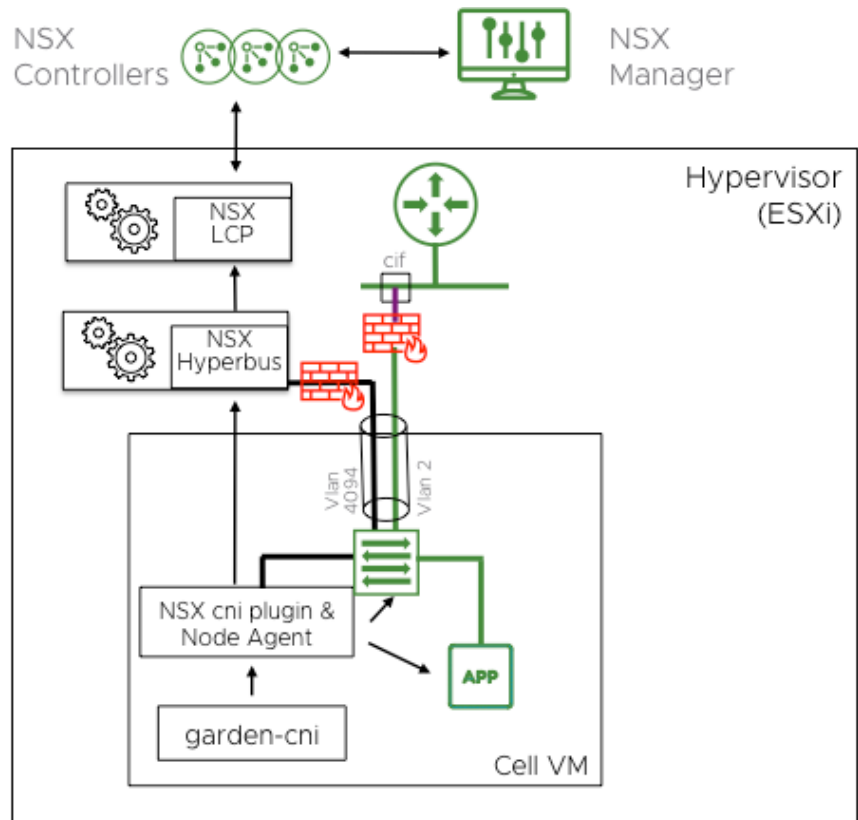 NSX
Controllers
NSX
Manager
Hypervisor
(ESXi)
NSX
LCP
cif
NSX
Hyperbus
Vlan
4094
Vlan 2
NSX cni plugin &
Node Agent
APP
garden-cni
Cell VM